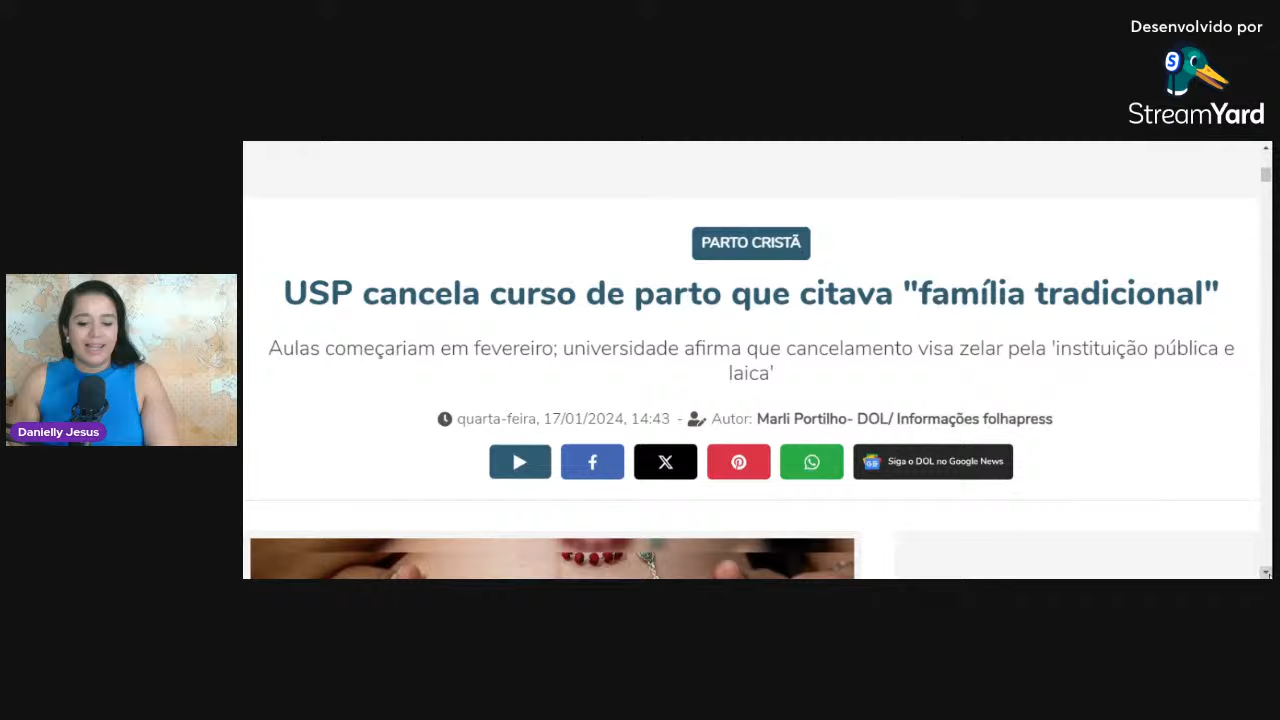 Desenvolvido por
StreamYard
PARTO CRISTÃ
USP cancela curso de parto que citava "família tradicional"
Aulas começariam em fevereiro; universidade afirma que cancelamento visa zelar pela 'instituição pública e
laica'
quarta-feira, 17/01/2024, 14:43 - Autor: Marli Portilho- DOL/ Informações folhapress
Siga o DOL no Google News
Danielly Jesus